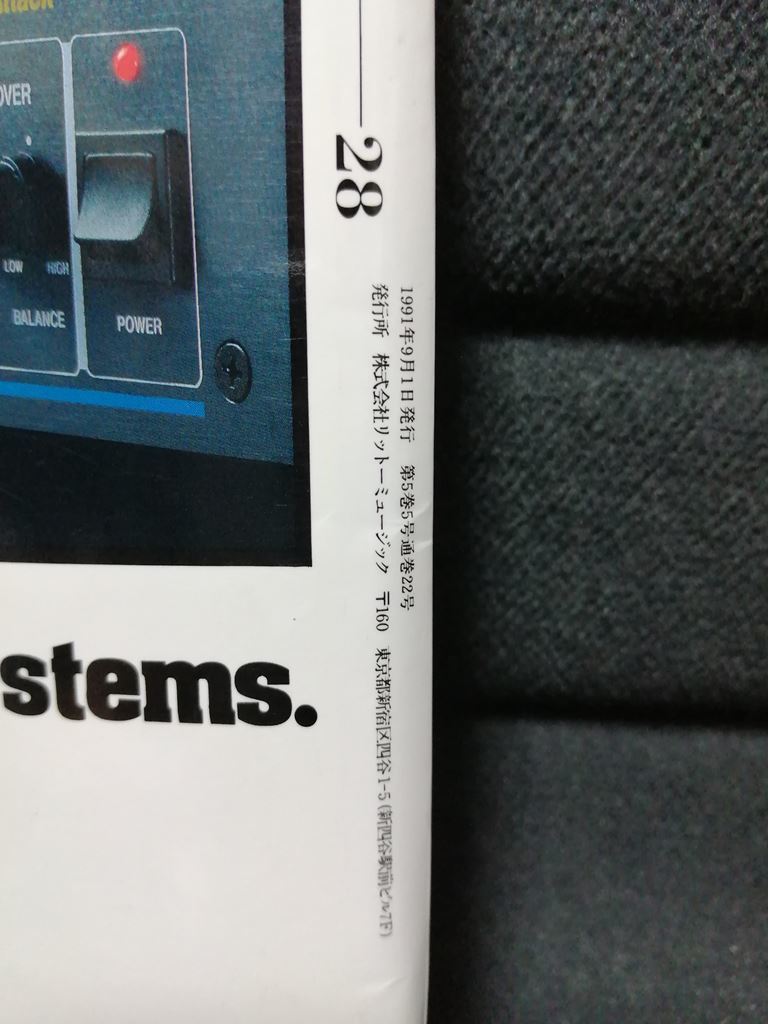 OVER
LOW HIGH
BALANCE
POWER
28
1991年9月1日発行 第5巻5号通巻22号
発行所 株式会社リットーミュージック 〒160 東京都新宿区四谷1-5 (新四谷駅前ビル7F)
stems.